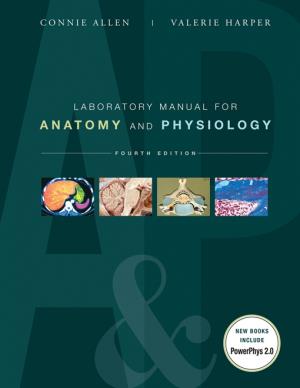 CONNIE ALLEN | VALERIE HARPER
LABORATORY MANUAL FOR
ANATOMY AND PHYSIOLOGY
FOURTH EDITION
A&P
NEW BOOKS
INCLUDE
PowerPhys 2.0